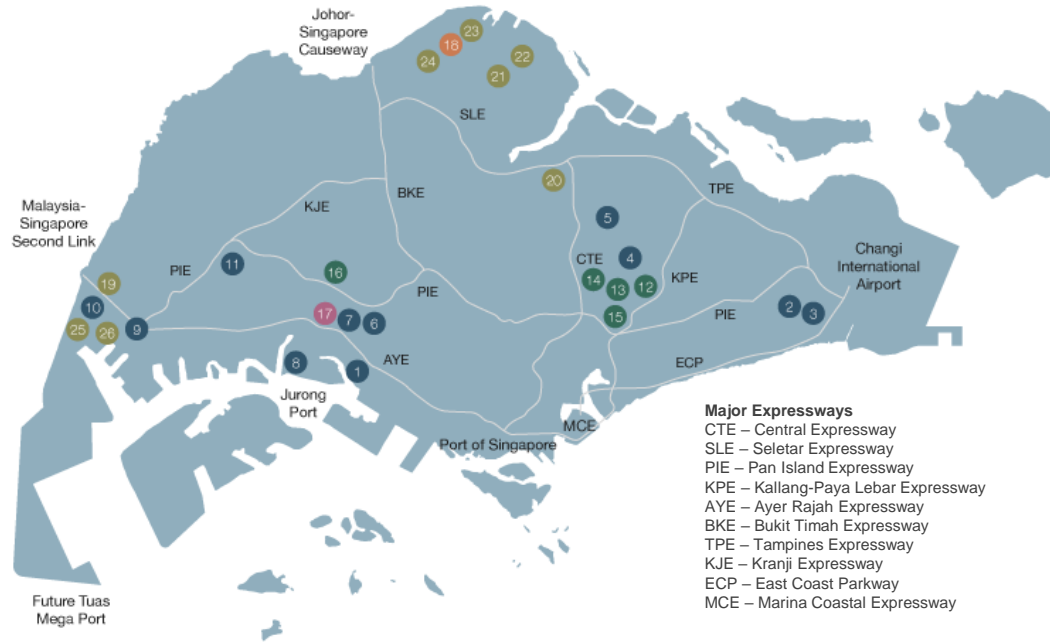 Johor-
Singapore
Causeway
23
18
24
22
21
SLE
20
TPE
BKE
KJE
5
Malaysia-
Singapore
Second Link
Changi
International
Airport
CTE
4
PIE
11
16
14
13
12
KPE
19
PIE
10
17
7
6
15
PIE
2
3
25
26
9
AYE
ECP
8
1
Jurong
Port
MCE
Port of Singapore
Major Expressways
CTE – Central Expressway
SLE – Seletar Expressway
PIE – Pan Island Expressway
KPE – Kallang-Paya Lebar Expressway
AYE – Ayer Rajah Expressway
BKE – Bukit Timah Expressway
TPE – Tampines Expressway
KJE – Kranji Expressway
ECP – East Coast Parkway
MCE – Marina Coastal Expressway
Future Tuas
Mega Port